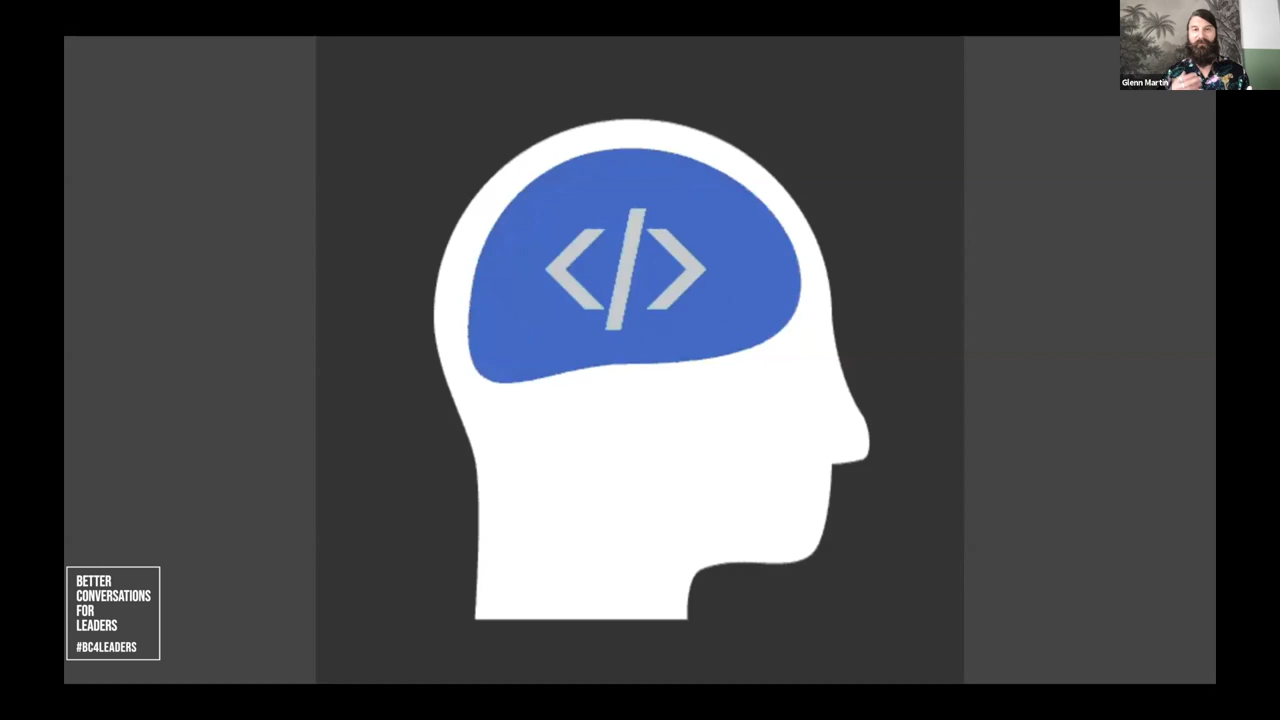 Glenn Martin
</>
BETTER
CONVERSATIONS
FOR
LEADERS
#BC4LEADERS